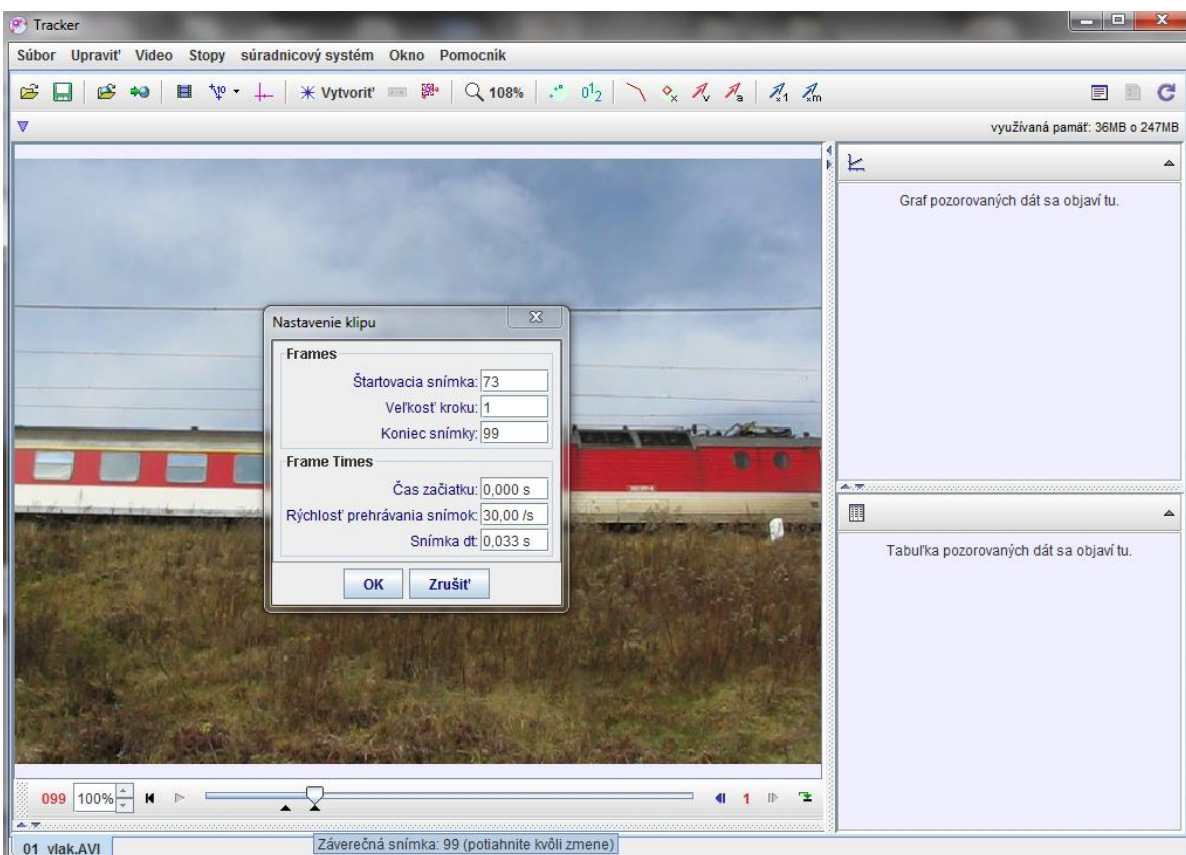 Tracker
Súbor Upraviť Video Stopy súradnicový systém Okno Pomocník
Vytvoriť 108%
využívaná pamäť: 36MB o 247MB
Graf pozorovaných dát sa objaví tu.
Nastavenie klipu
Frames
Štartovacia snímka: 73
Veľkosť kroku: 1
Koniec snímky: 99
Frame Times
Čas začiatku: 0,000 s
Rýchlosť prehrávania snímok: 30,00 /s
Snímka dt: 0,033 s
OK Zrušiť
Tabuľka pozorovaných dát sa objaví tu.
099 100% 1
01_vlak.AVI
Záverečná snímka: 99 (potiahnite kvôli zmene)